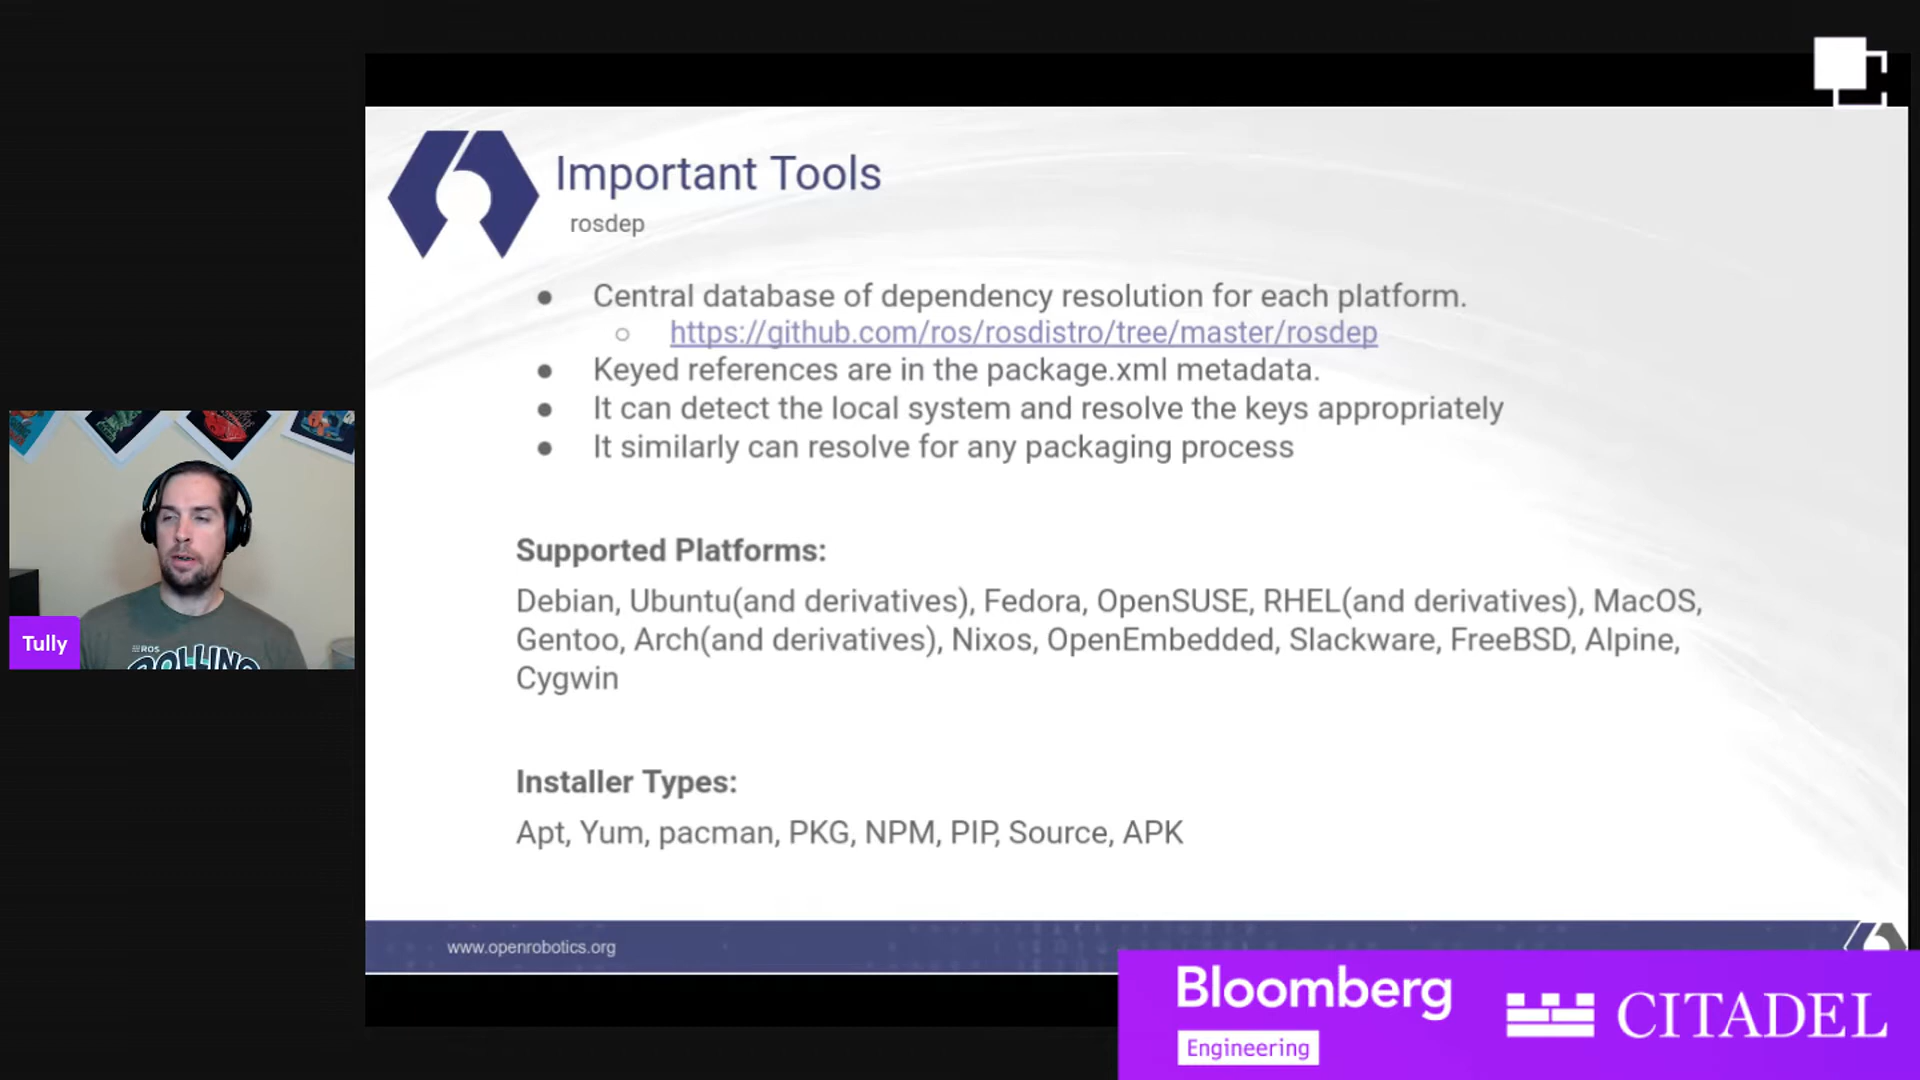 Important Tools
rosdep
● Central database of dependency resolution for each platform.
○ https://github.com/ros/rosdistro/tree/master/rosdep
● Keyed references are in the package.xml metadata.
● It can detect the local system and resolve the keys appropriately
● It similarly can resolve for any packaging process
Supported Platforms:
Debian, Ubuntu(and derivatives), Fedora, OpenSUSE, RHEL(and derivatives), MacOS,
Gentoo, Arch(and derivatives), Nixos, OpenEmbedded, Slackware, FreeBSD, Alpine,
Cygwin
Installer Types:
Apt, Yum, pacman, PKG, NPM, PIP, Source, APK
www.openrobotics.org
Tully
ROS
ROLLING
Bloomberg
Engineering
CITADEL